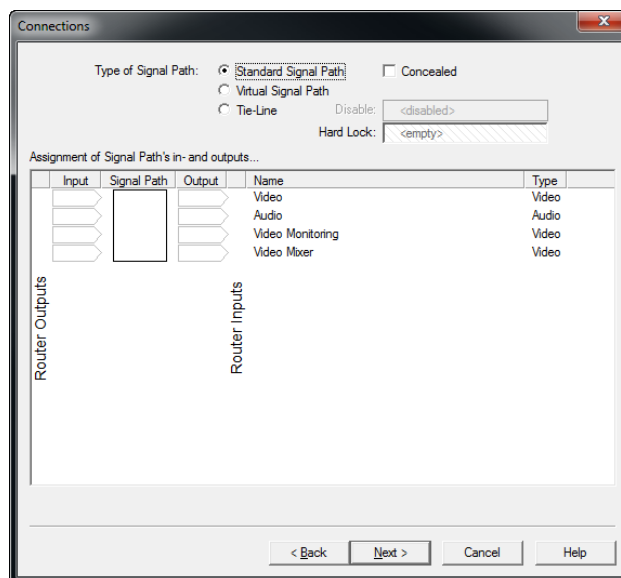 Connections
Type of Signal Path: Standard Signal Path Concealed
Virtual Signal Path
Tie-Line Disable: <disabled>
Hard Lock: <empty>
Assignment of Signal Path's in- and outputs...
Input Signal Path Output Name Type
Video Video
Audio Audio
Video Monitoring Video
Video Mixer Video
Router Outputs
Router Inputs
< Back Next > Cancel Help